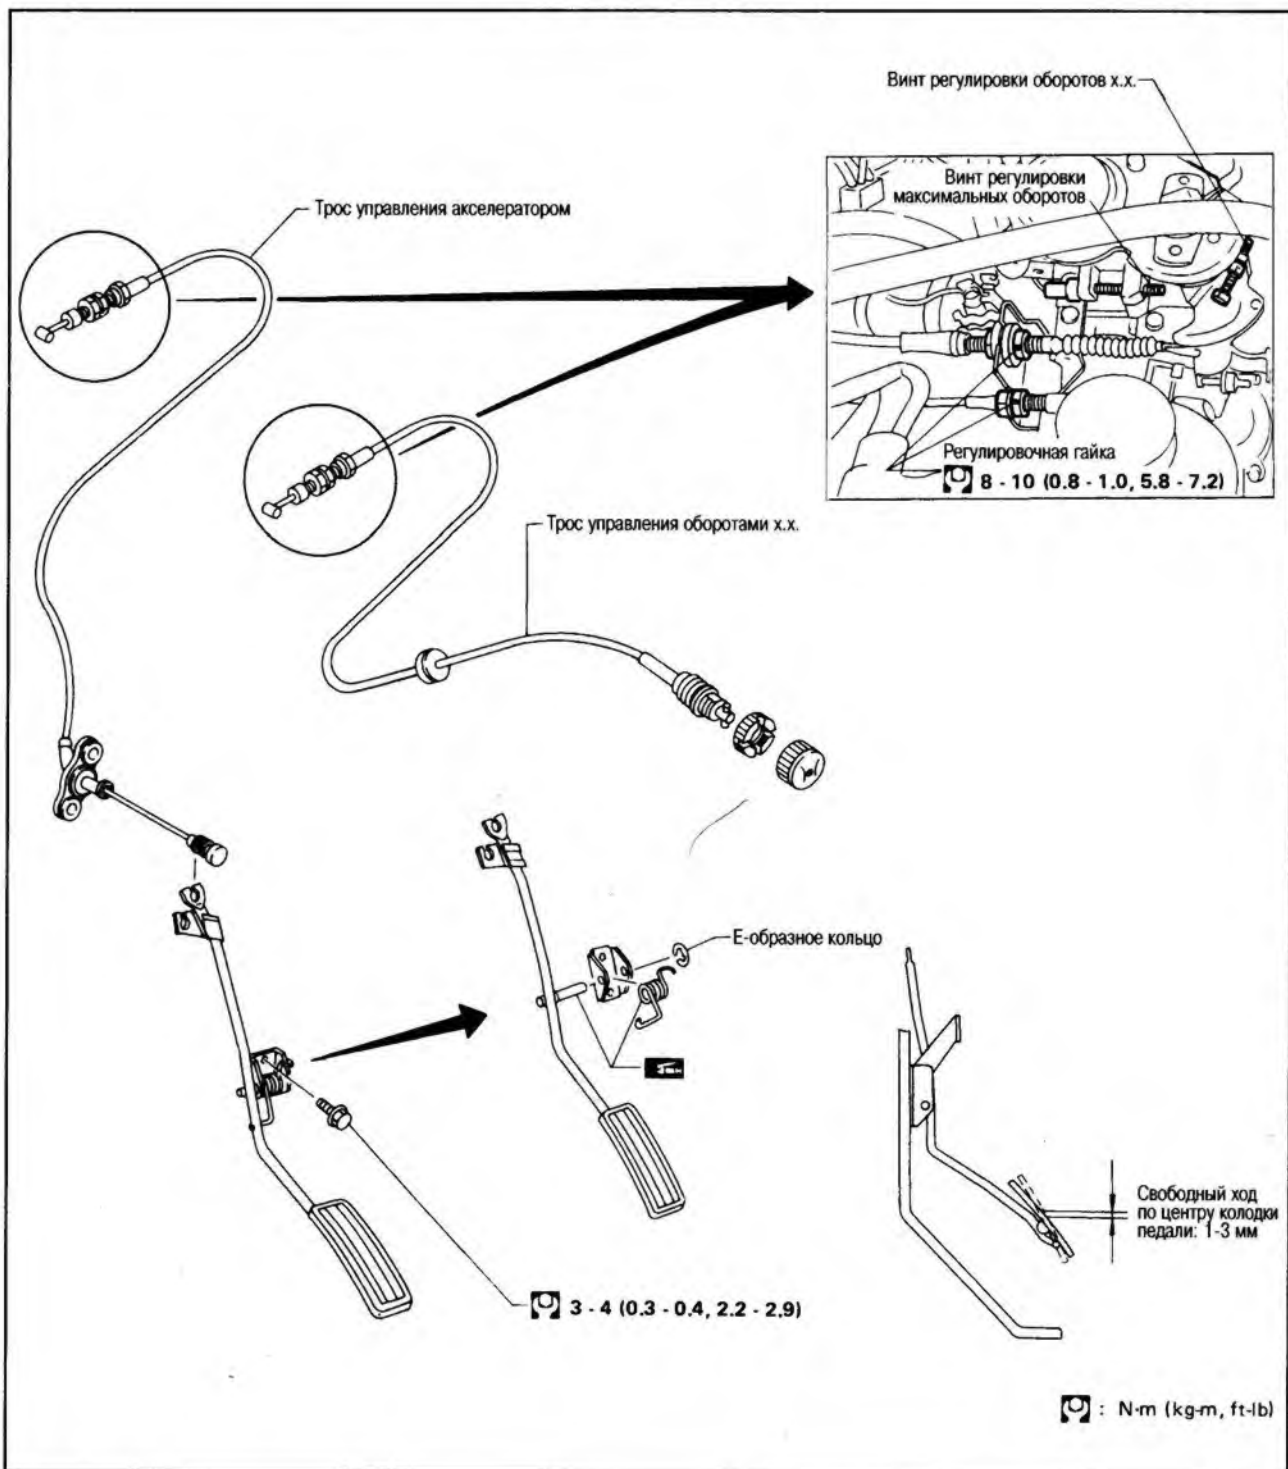 Винт регулировки оборотов х.х.
Винт регулировки
максимальных оборотов
Трос управления акселератором
Регулировочная гайка
8 - 10 (0.8 - 1.0, 5.8 - 7.2)
Трос управления оборотами х.х.
Е-образное кольцо
Свободный ход
по центру колодки
педали: 1-3 мм
3 - 4 (0.3 - 0.4, 2.2 - 2.9)
: N·m (kg-m, ft-lb)